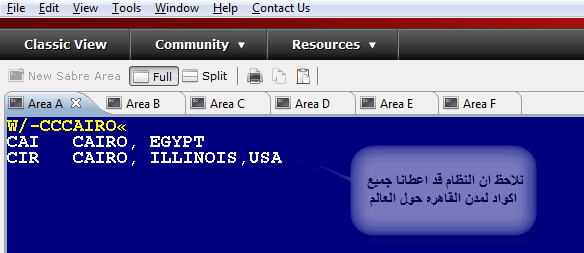 File Edit View Tools Window Help Contact Us
Classic View Community Resources
New Sabre Area Full Split
Area A Area B Area C Area D Area E Area F
W/-CCCAIRO«
CAI CAIRO, EGYPT
CIR CAIRO, ILLINOIS,USA
نلاحظ ان النظام قد اعطانا جميع
اكواد لمدن القاهره حول العالم